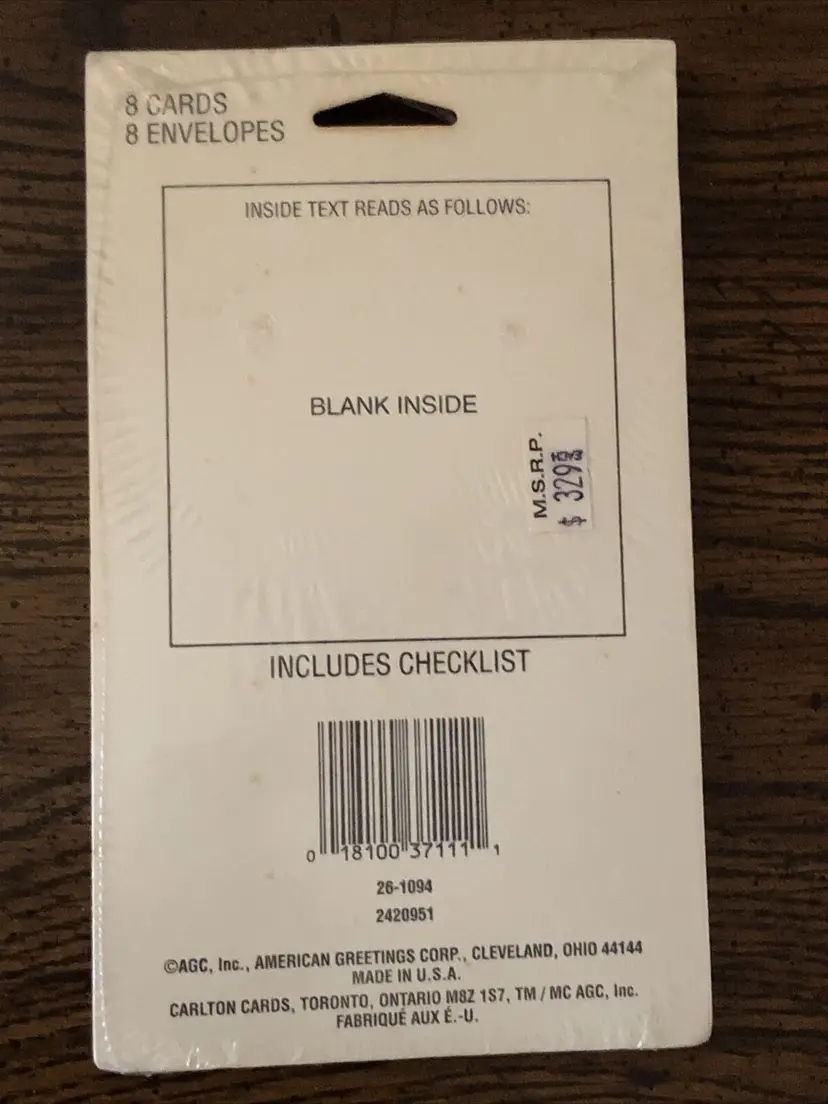 8 CARDS
8 ENVELOPES
INSIDE TEXT READS AS FOLLOWS:
BLANK INSIDE
M.S.R.P.
$ 329
INCLUDES CHECKLIST
0 18100 37111 1
26-1094
2420951
©AGC, Inc., AMERICAN GREETINGS CORP., CLEVELAND, OHIO 44144
MADE IN U.S.A.
CARLTON CARDS, TORONTO, ONTARIO M8Z 1S7, TM / MC AGC, Inc.
FABRIQUÉ AUX É.-U.